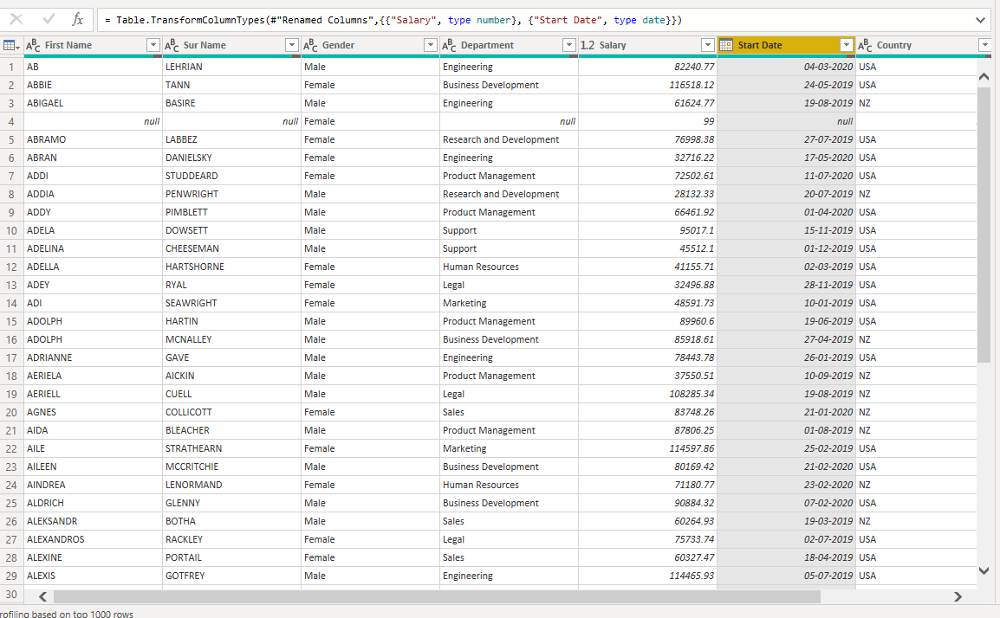 = Table.TransformColumnTypes(#"Renamed Columns",{{"Salary", type number}, {"Start Date", type date}})
First Name Sur Name Gender Department 1.2 Salary Start Date Country
1 AB LEHRIAN Male Engineering 82240.77 04-03-2020 USA
2 ABBIE TANN Female Business Development 116518.12 24-05-2019 USA
3 ABIGAEL BASIRE Male Engineering 61624.77 19-08-2019 NZ
4 null null Female null 99 null
5 ABRAMO LABBEZ Female Research and Development 76998.38 27-07-2019 USA
6 ABRAN DANIELSKY Female Engineering 32716.22 17-05-2020 USA
7 ADDI STUDDEARD Female Product Management 72502.61 11-07-2020 USA
8 ADDIA PENWRIGHT Male Research and Development 28132.33 20-07-2019 NZ
9 ADDY PIMBLETT Male Product Management 66461.92 01-04-2020 USA
10 ADELA DOWSETT Male Support 95017.1 15-11-2019 USA
11 ADELINA CHEESEMAN Male Support 45512.1 01-12-2019 USA
12 ADELLA HARTSHORNE Female Human Resources 41155.71 02-03-2019 USA
13 ADEY RYAL Female Legal 32496.88 28-11-2019 USA
14 ADI SEAWRIGHT Female Marketing 48591.73 10-01-2019 USA
15 ADOLPH HARTIN Male Product Management 89960.6 19-06-2019 USA
16 ADOLPH MCNALLEY Male Business Development 85918.61 27-04-2019 NZ
17 ADRIANNE GAVE Male Engineering 78443.78 26-01-2019 USA
18 AERIELA AICKIN Male Product Management 37550.51 10-09-2019 NZ
19 AERIELL CUELL Male Legal 108285.34 19-08-2019 NZ
20 AGNES COLLICOTT Female Sales 83748.26 21-01-2020 NZ
21 AIDA BLEACHER Male Product Management 87806.25 01-08-2019 NZ
22 AILE STRATHEARN Female Marketing 114597.86 25-02-2019 USA
23 AILEEN MCCRITCHIE Male Business Development 80169.42 21-02-2020 USA
24 AINDREA LENORMAND Female Human Resources 71180.77 23-02-2020 NZ
25 ALDRICH GLENNY Male Business Development 90884.32 07-02-2020 USA
26 ALEKSANDR BOTHA Male Sales 60264.93 19-03-2019 NZ
27 ALEXANDROS RACKLEY Female Legal 75733.74 02-07-2019 USA
28 ALEXINE PORTAIL Female Sales 60327.47 18-04-2019 USA
29 ALEXIS GOTFREY Male Engineering 114465.93 05-07-2019 USA
30
rofiling based on top 1000 rows